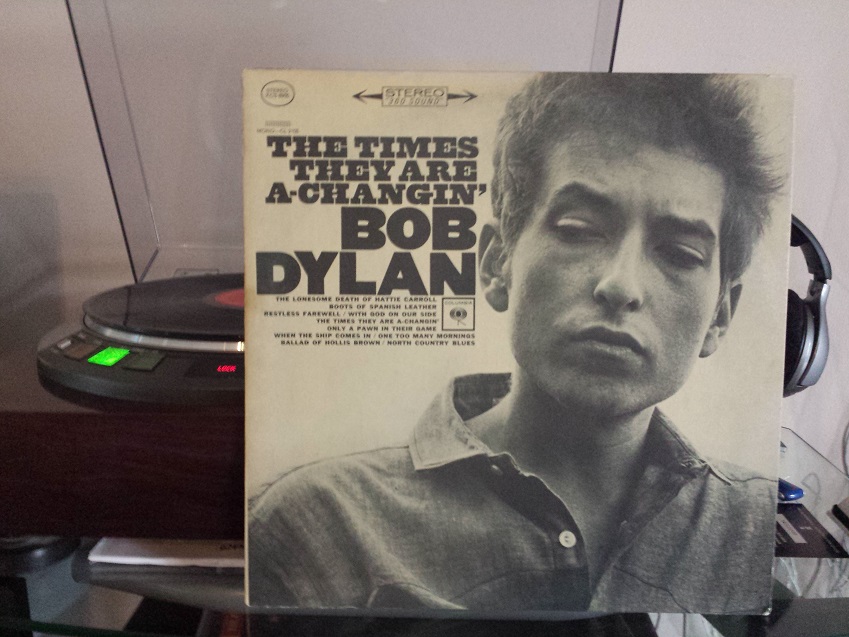 STEREO
STEREO
360 SOUND
THE TIMES
THEY ARE
A-CHANGIN'
BOB
DYLAN
THE LONESOME DEATH OF HATTIE CARROLL
BOOTS OF SPANISH LEATHER
RESTLESS FAREWELL / WITH GOD ON OUR SIDE
THE TIMES THEY ARE A-CHANGIN'
ONLY A PAWN IN THEIR GAME
WHEN THE SHIP COMES IN / ONE TOO MANY MORNINGS
BALLAD OF HOLLIS BROWN / NORTH COUNTRY BLUES
COLUMBIA